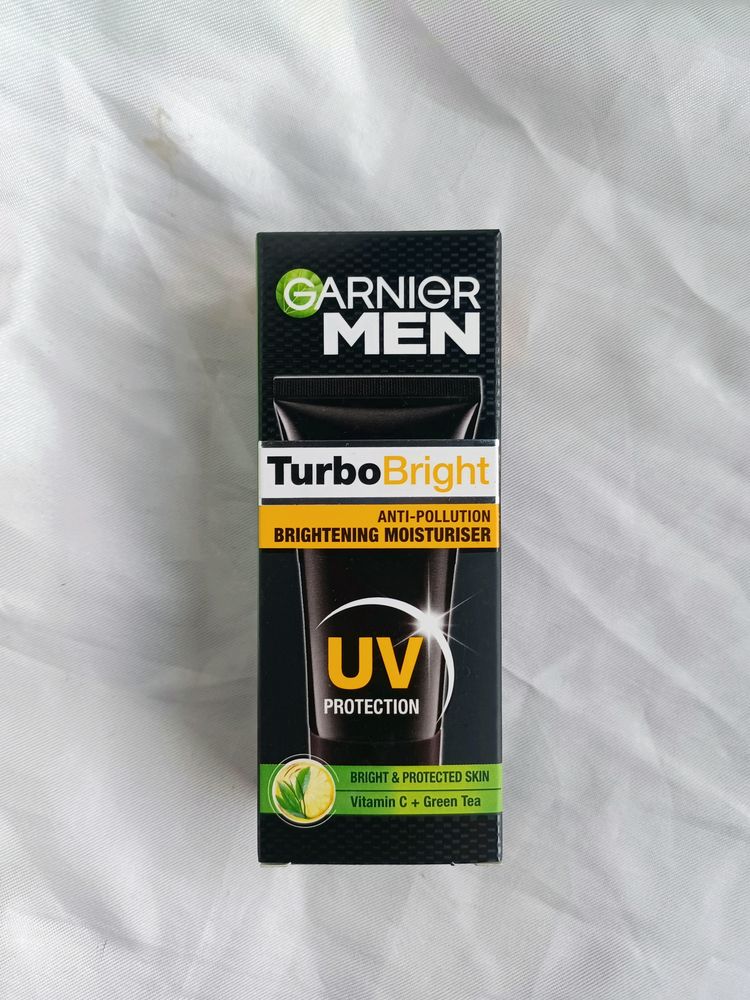 GARNIER
MEN
TurboBright
ANTI-POLLUTION
BRIGHTENING MOISTURISER
UV
PROTECTION
BRIGHT & PROTECTED SKIN
Vitamin C + Green Tea